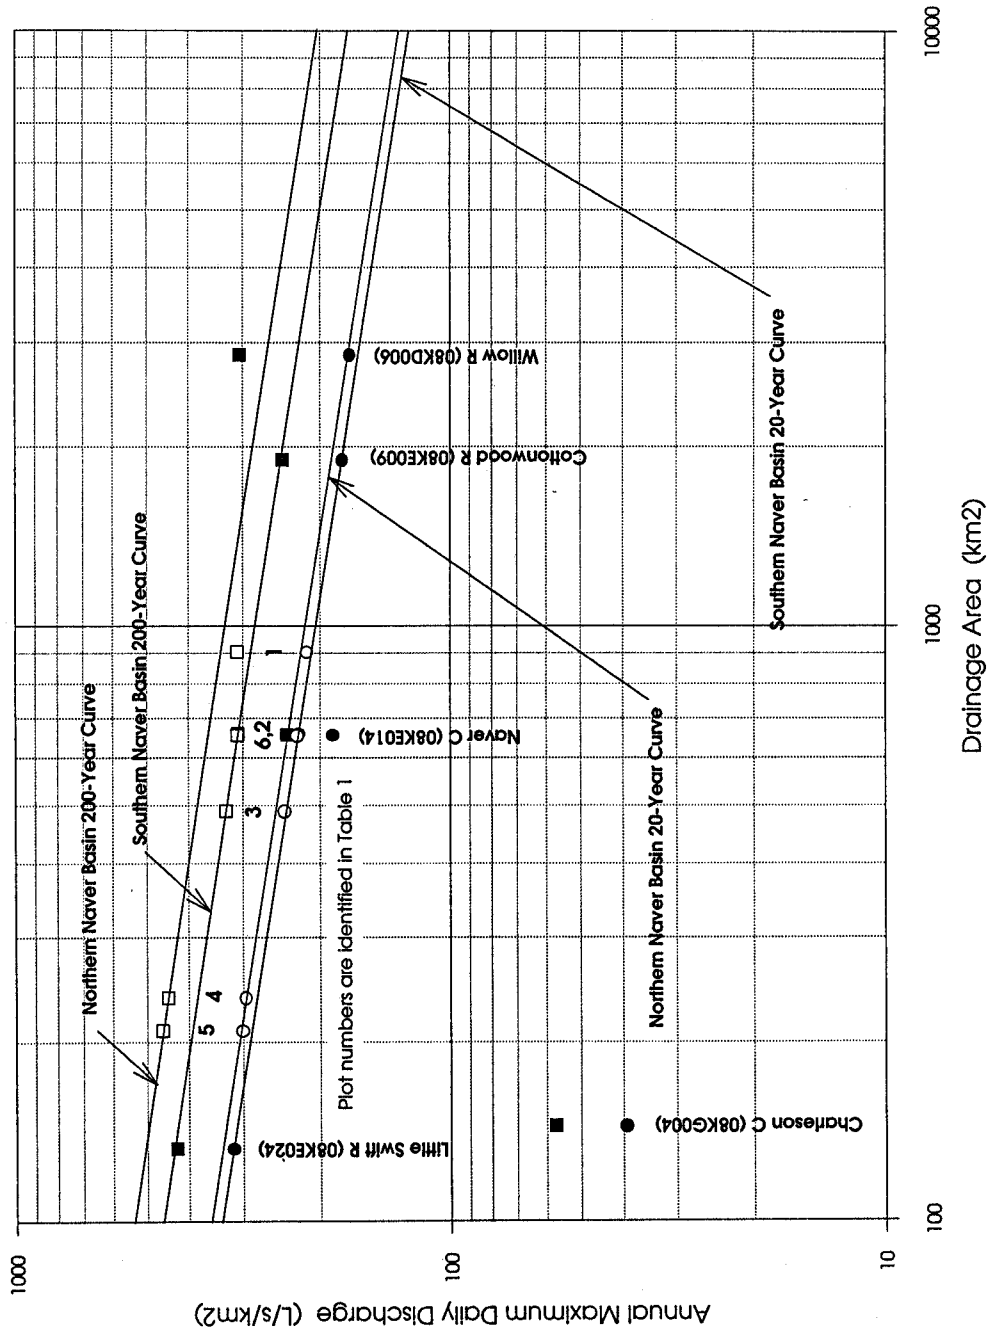 Annual Maximum Daily Discharge (L/s/km2)
1000
100
10
Northern Naver Basin 200-Year Curve
Southern Naver Basin 200-Year Curve
5
4
3
6,2
1
Little Swift R (08KE024)
Plot numbers are identified in Table 1
Naver C (08KE014)
Cottonwood R (08KE009)
Willow R (08KD006)
Charleson C (08KG004)
Northern Naver Basin 20-Year Curve
Southern Naver Basin 20-Year Curve
100
1000
10000
Drainage Area (km2)